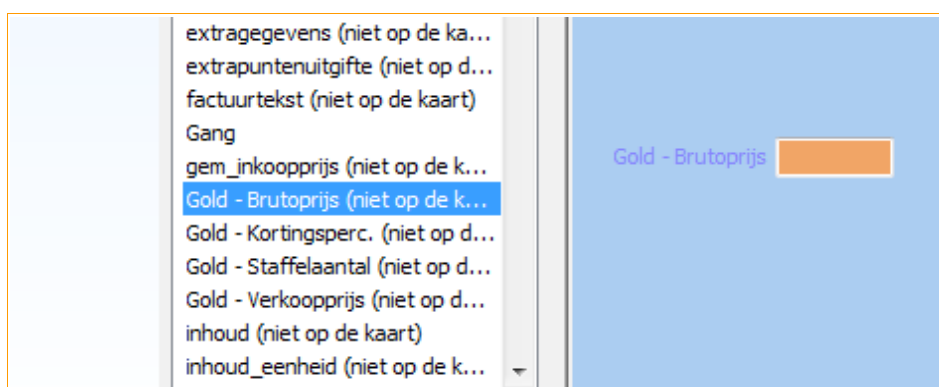 extragegevens (niet op de ka...
extrapuntenuitgifte (niet op d...
factuurtekst (niet op de kaart)
Gang
gem_inkoopprijs (niet op de k...
Gold - Brutoprijs (niet op de k...
Gold - Kortingsperc. (niet op d...
Gold - Staffelaantal (niet op d...
Gold - Verkoopprijs (niet op d...
inhoud (niet op de kaart)
inhoud_eenheid (niet op de k...
Gold - Brutoprijs